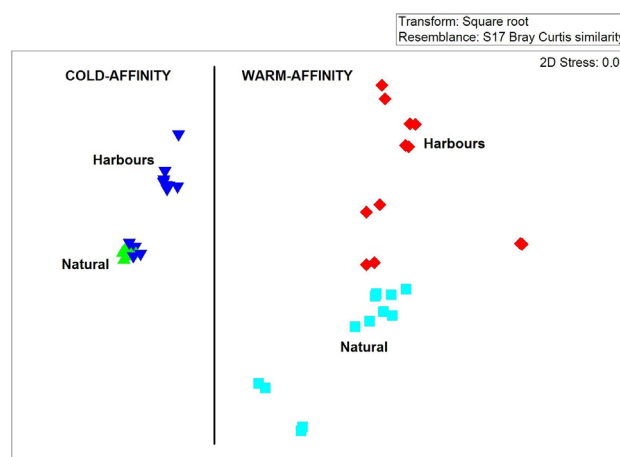 Transform: Square root
Resemblance: S17 Bray Curtis similarity
2D Stress: 0.0
COLD-AFFINITY
WARM-AFFINITY
Harbours
Harbours
Natural
Natural